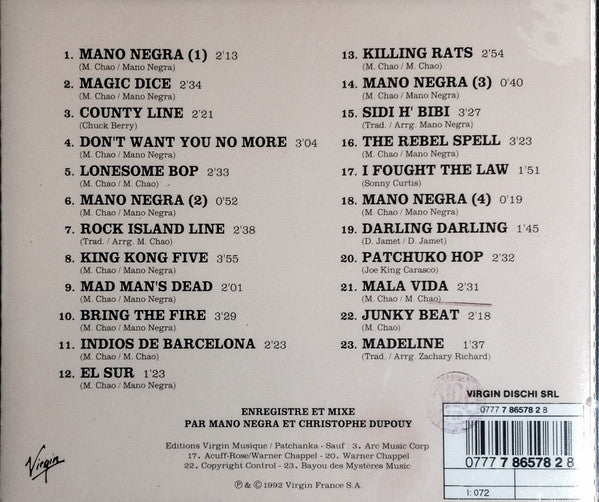 1. MANO NEGRA (1) 2'13
(M. Chao / Mano Negra)
2. MAGIC DICE 2'34
(M. Chao / Mano Negra)
3. COUNTY LINE 2'21
(Chuck Berry)
4. DON'T WANT YOU NO MORE 3'04
(M. Chao / Mano Negra)
5. LONESOME BOP 2'33
(M. Chao / M. Chao)
6. MANO NEGRA (2) 0'52
(M. Chao / Mano Negra)
7. ROCK ISLAND LINE 2'38
(Trad. / Arrg. M. Chao)
8. KING KONG FIVE 3'55
(M. Chao / Mano Negra)
9. MAD MAN'S DEAD 2'01
(M. Chao / Mano Negra)
10. BRING THE FIRE 3'29
(M. Chao / Mano Negra)
11. INDIOS DE BARCELONA 2'23
(M. Chao / M. Chao)
12. EL SUR 1'23
(M. Chao / Mano Negra)
13. KILLING RATS 2'54
(M. Chao / M. Chao)
14. MANO NEGRA (3) 0'40
(M. Chao / Mano Negra)
15. SIDI H' BIBI 3'27
(Trad. / Arrg. Mano Negra)
16. THE REBEL SPELL 3'23
(M. Chao / Mano Negra)
17. I FOUGHT THE LAW 1'51
(Sonny Curtis)
18. MANO NEGRA (4) 0'19
(M. Chao / Mano Negra)
19. DARLING DARLING 1'45
(D. Jamet / D. Jamet)
20. PATCHUKO HOP 2'32
(Joe King Carasco)
21. MALA VIDA 2'31
(M. Chao / M. Chao)
22. JUNKY BEAT 2'18
(M. Chao)
23. MADELINE 1'37
(Trad. / Arrg. Zachary Richard)
ENREGISTRE ET MIXE
PAR MANO NEGRA ET CHRISTOPHE DUPOUY
Editions Virgin Musique / Patchanka - Sauf : 3. Arc Music Corp
17. Acuff-Rose/Warner Chappel - 20. Warner Chappel
22. Copyright Control - 23. Bayou des Mystères Music
℗ & © 1992 Virgin France S.A.
Virgin
VIRGIN DISCHI SRL
0777 7 86578 2 8
0777 7 86578 2 8
I: 072